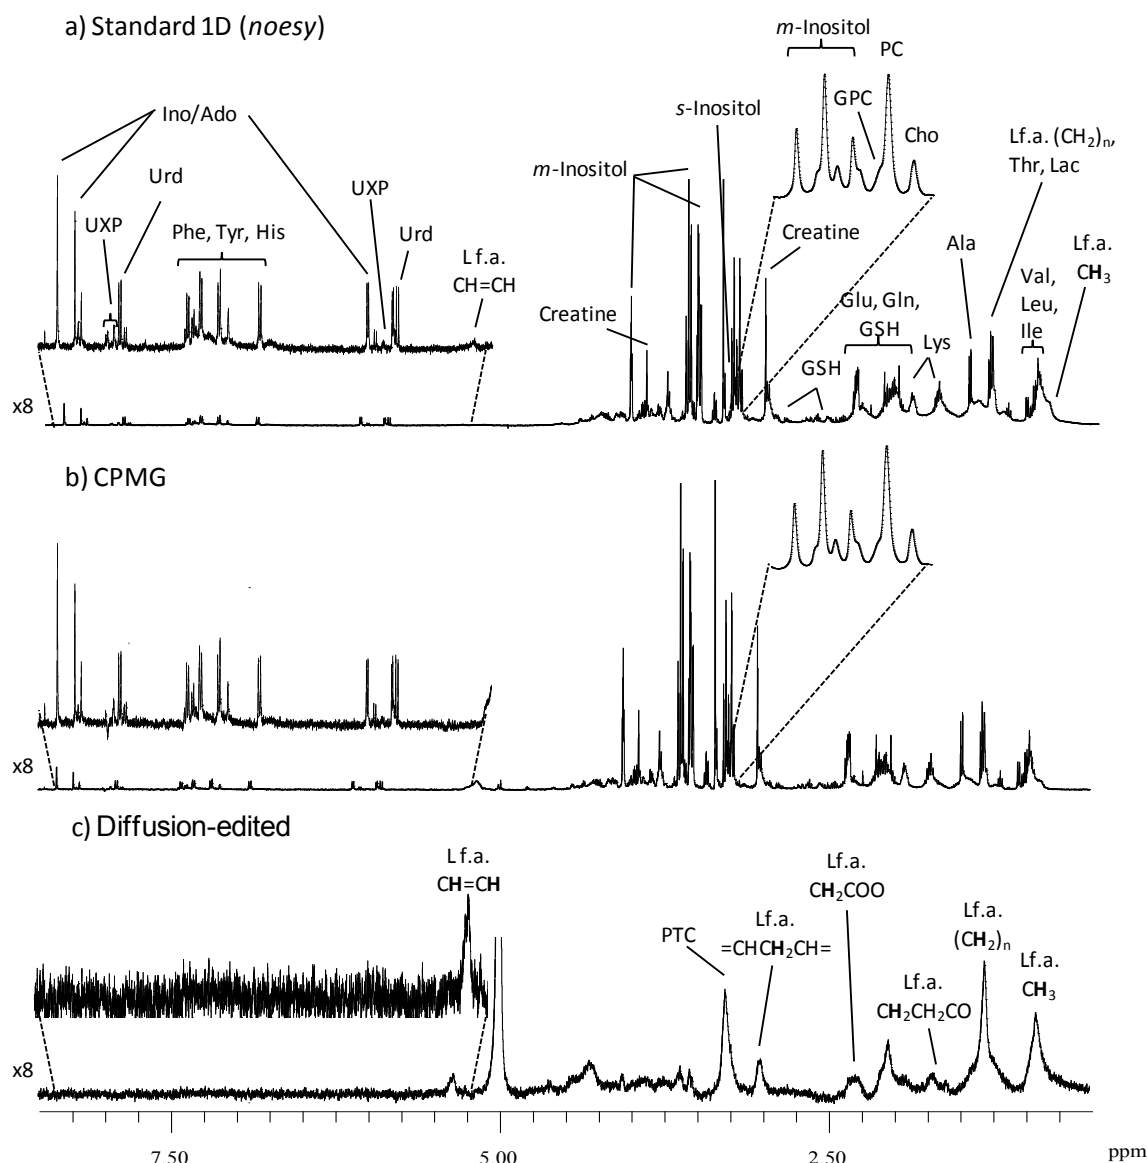 a) Standard 1D (noesy)
m-Inositol
PC
GPC
Cho
s-Inositol
Ino/Ado
Lf.a. (CH₂)ₙ,
Thr, Lac
m-Inositol
Urd
UXP
UXP
Phe, Tyr, His
Urd
Creatine
Ala
Lf.a.
CH₃
L f.a.
CH=CH
Val,
Leu,
Ile
Glu, Gln,
GSH
Creatine
Lys
GSH
x8
b) CPMG
x8
c) Diffusion-edited
L f.a.
CH=CH
Lf.a.
CH₂COO
PTC
Lf.a.
=CHCH₂CH=
Lf.a.
(CH₂)ₙ
Lf.a.
CH₃
Lf.a.
CH₂CH₂CO
x8
7.50 5.00 2.50 ppm